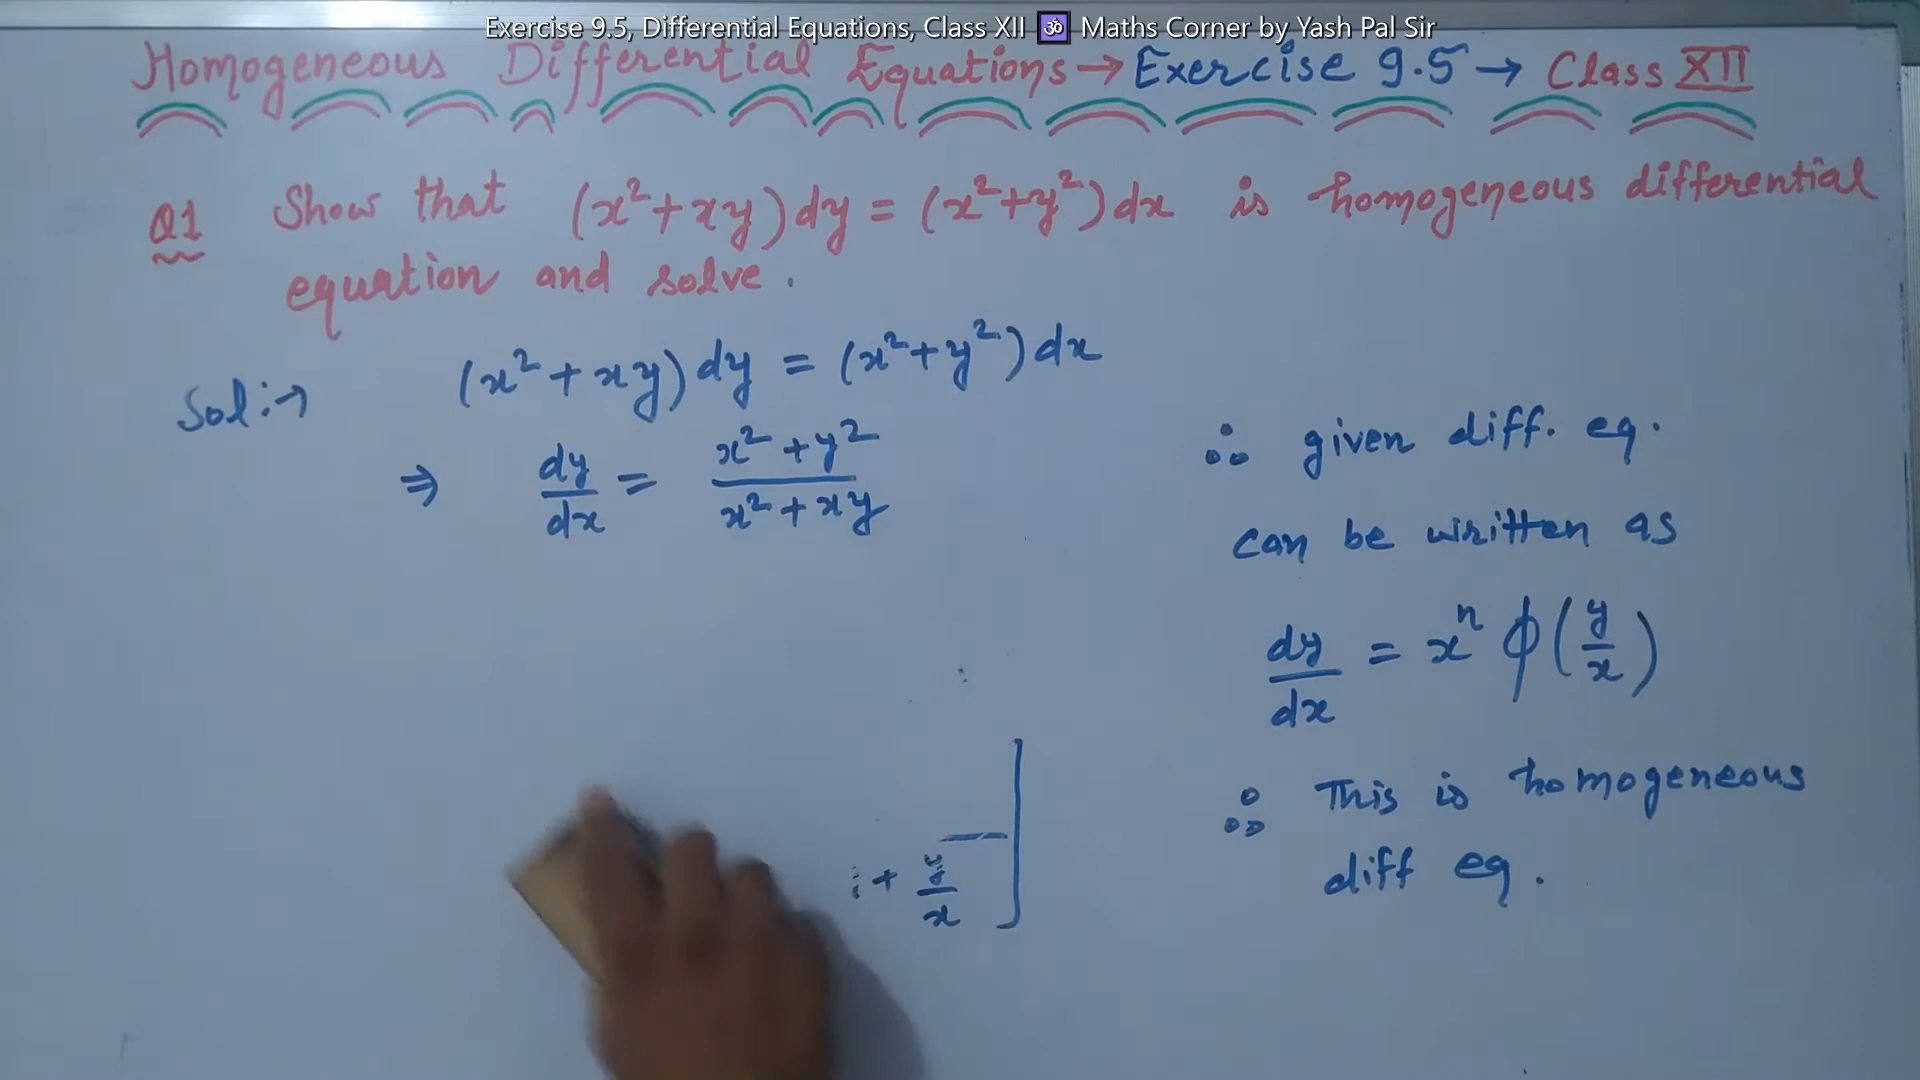 Exercise 9.5, Differential Equations, Class XII 🕉 Maths Corner by Yash Pal Sir
Homogeneous Differential Equations → Exercise 9.5 → Class XII
Q1 Show that (x²+xy)dy = (x²+y²)dx is homogeneous differential
equation and solve.
Sol:→ (x²+xy)dy = (x²+y²)dx
⇒ dy/dx = (x²+y²)/(x²+xy)
+ y/x ]
∴ given diff. eq.
can be written as
dy/dx = xⁿ ϕ(y/x)
∴ This is homogeneous
diff eq.